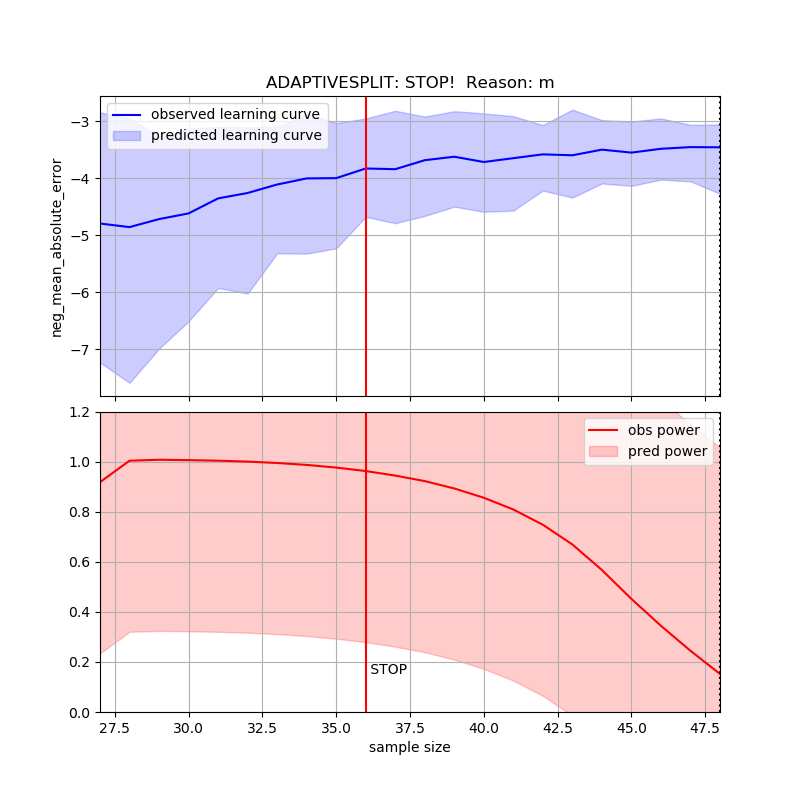 ADAPTIVESPLIT: STOP!  Reason: m
observed learning curve
predicted learning curve
neg_mean_absolute_error
−3
−4
−5
−6
−7
obs power
pred power
1.2
1.0
0.8
0.6
0.4
0.2
0.0
STOP
27.5 30.0 32.5 35.0 37.5 40.0 42.5 45.0 47.5
sample size